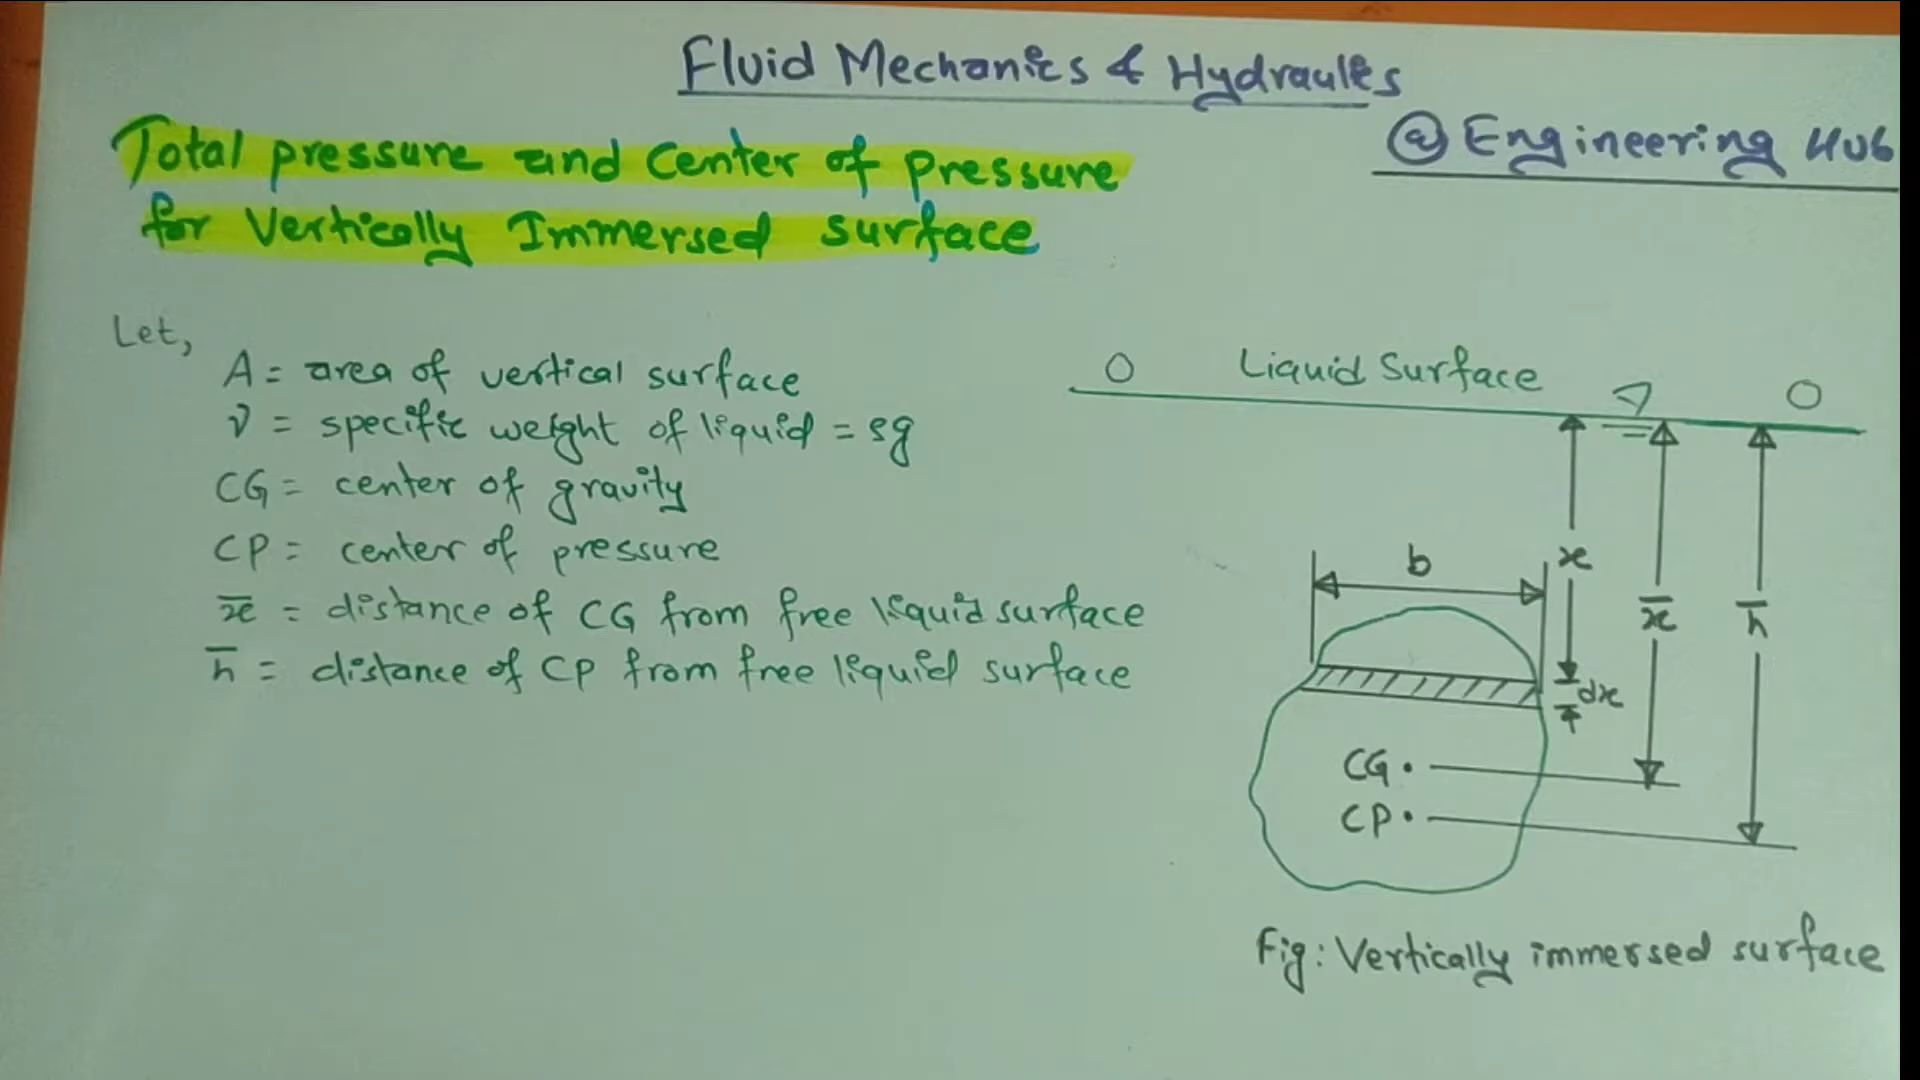 Fluid Mechanics & Hydraulics
@ Engineering Hub
Total pressure and Center of pressure
for Vertically Immersed surface
Let,
A = area of vertical surface
γ = specific weight of liquid = ρg
CG = center of gravity
CP = center of pressure
x̄ = distance of CG from free liquid surface
h̄ = distance of CP from free liquid surface
O Liquid Surface O
b
x
x̄
h̄
dx
CG
CP
Fig: Vertically immersed surface